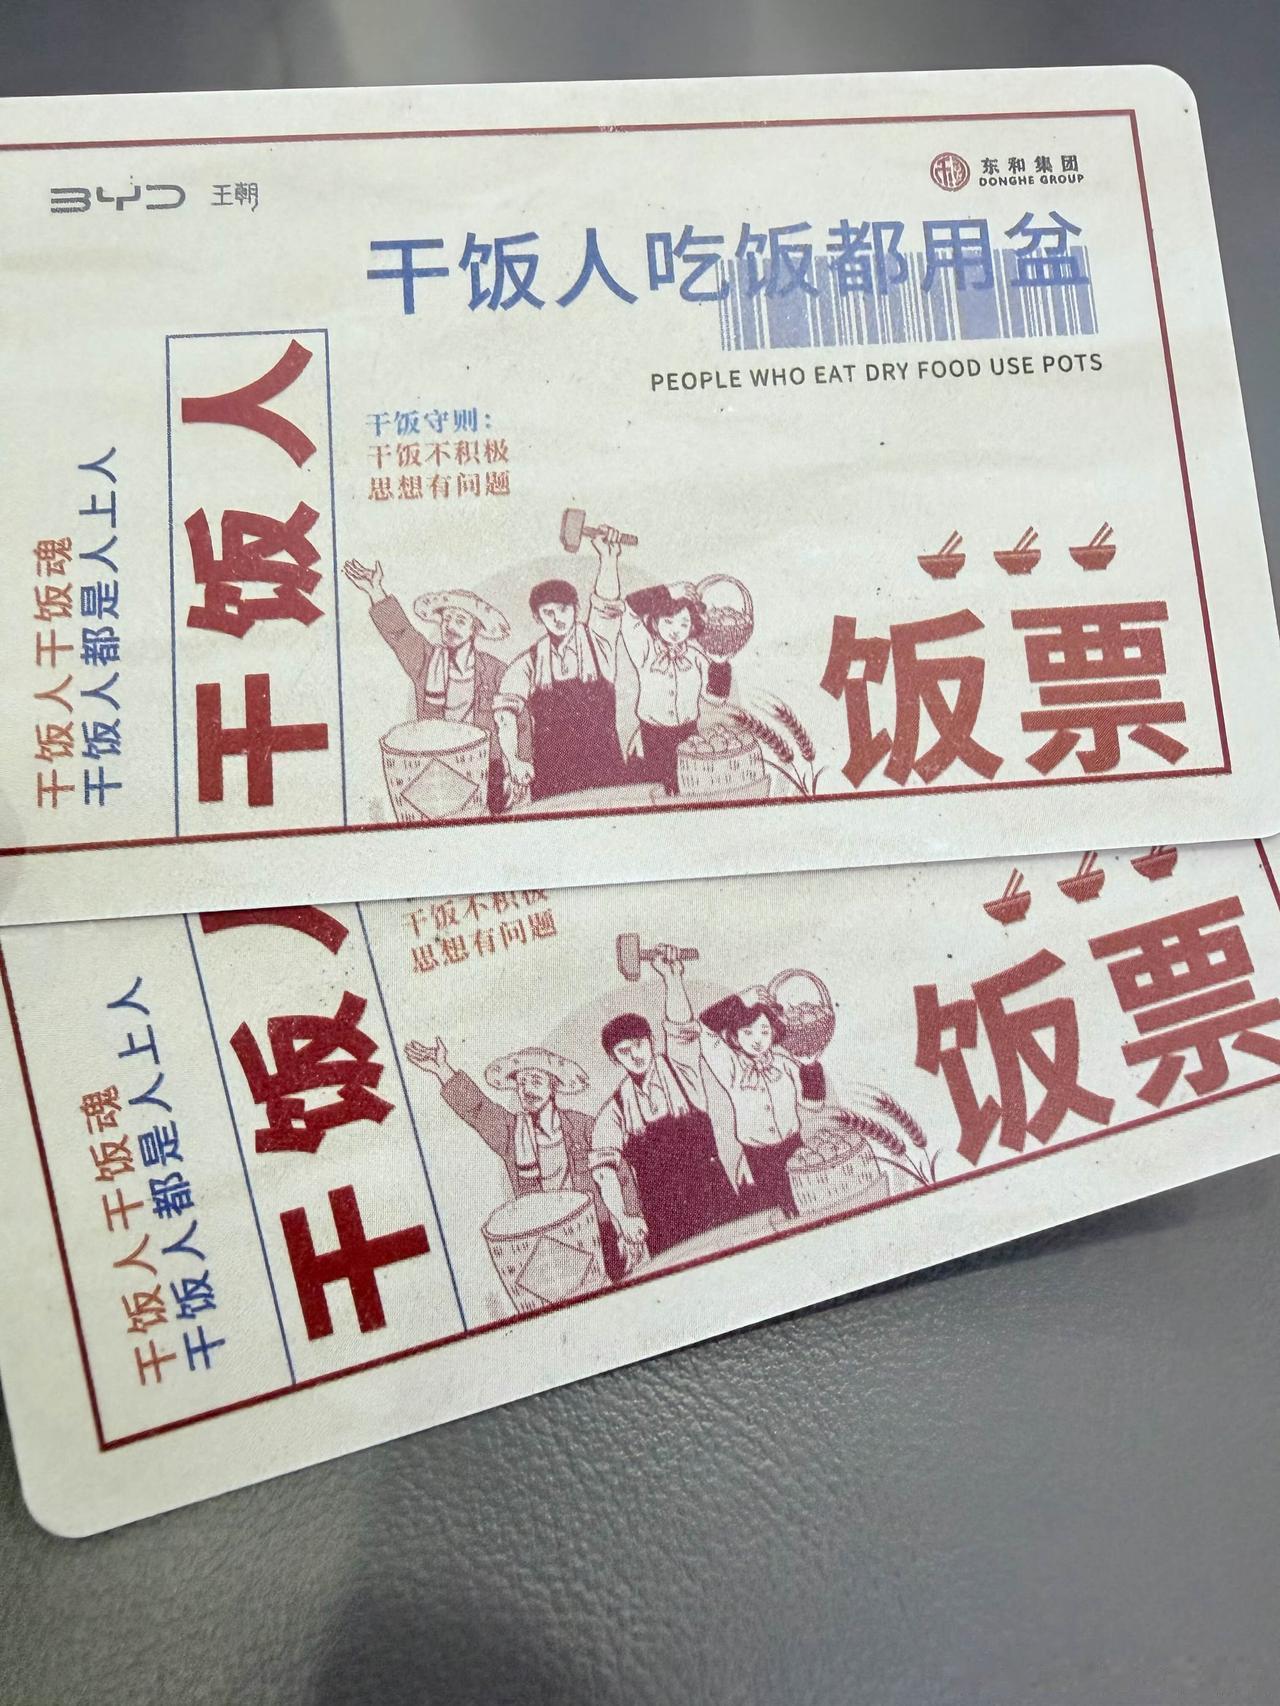 BYD 王朝
东和集团
DONGHE GROUP
干饭人吃饭都用盆
PEOPLE WHO EAT DRY FOOD USE POTS
干饭守则：
干饭不积极
思想有问题
干饭人
干饭人干饭魂
干饭人都是人上人
饭票
干饭不积极
思想有问题
干饭人
干饭人干饭魂
干饭人都是人上人
饭票